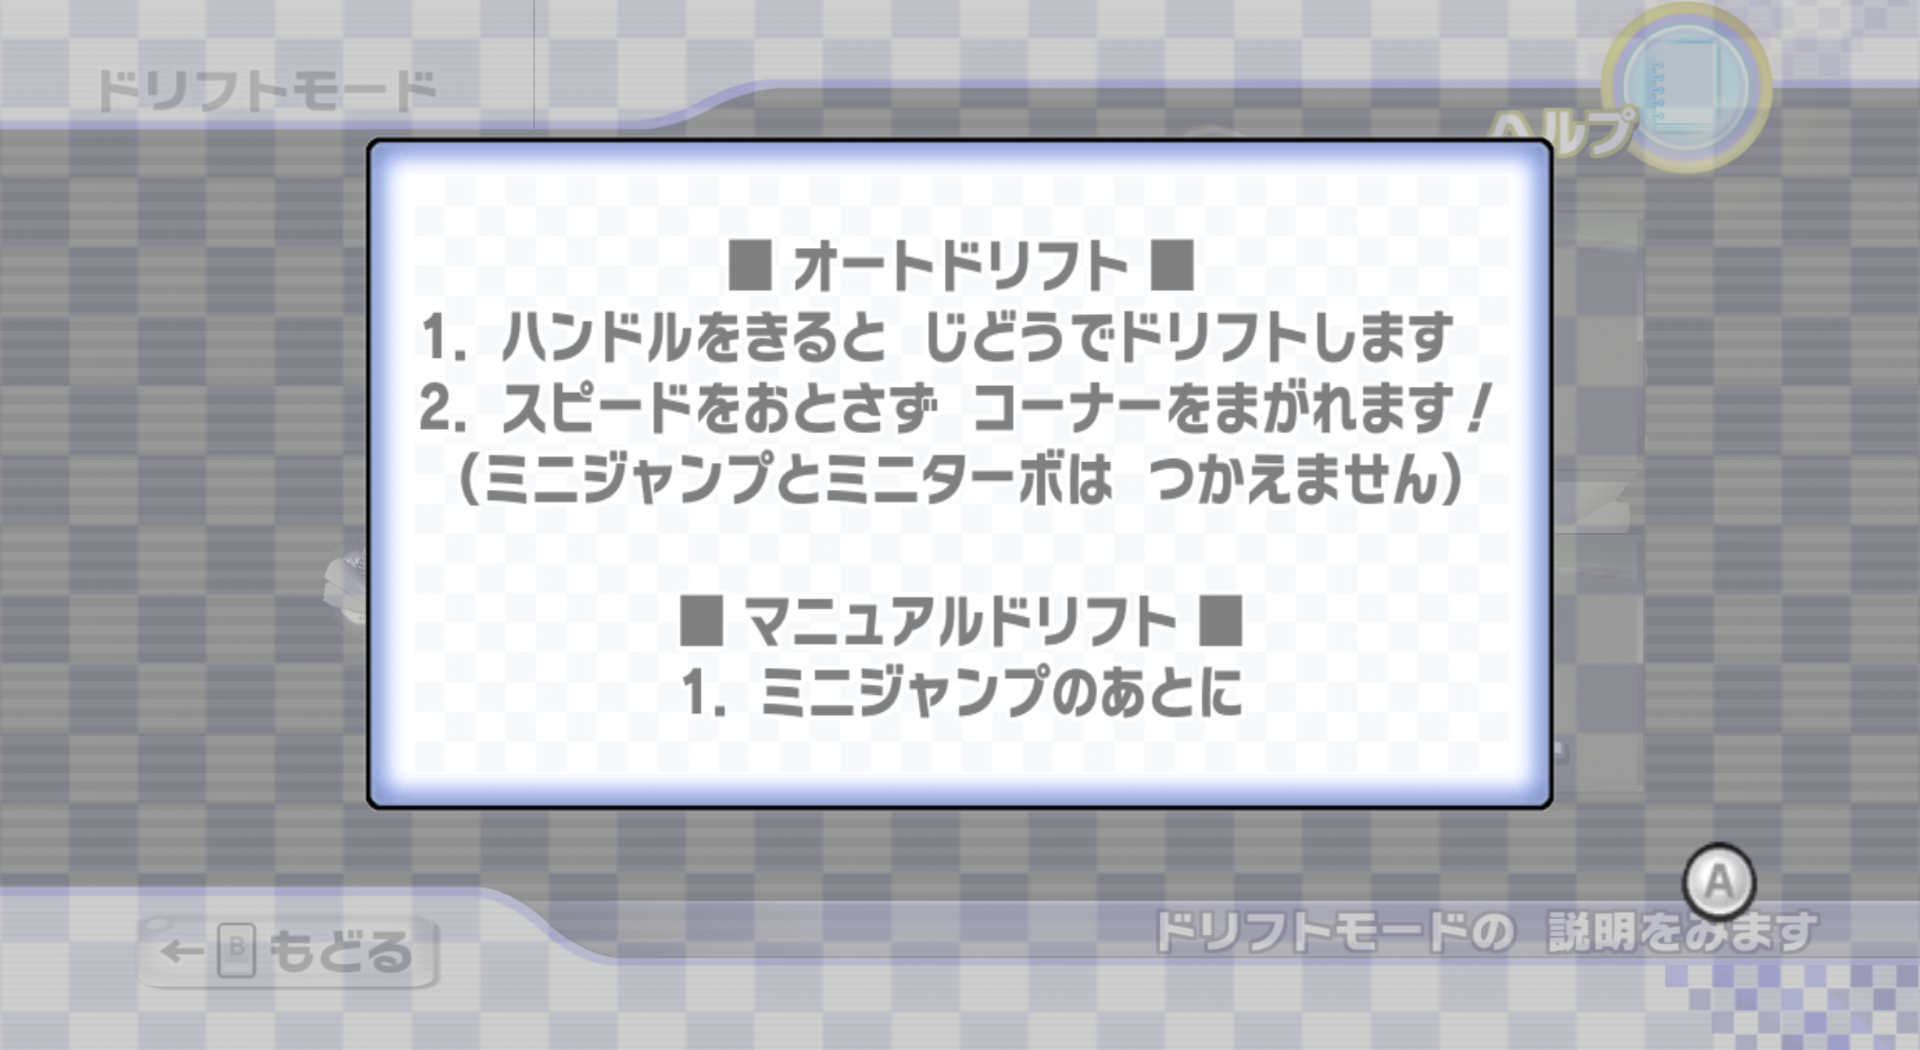 ドリフトモード
ヘルプ
■ オートドリフト ■
1. ハンドルをきると じどうでドリフトします
2. スピードをおとさず コーナーをまがれます！
（ミニジャンプとミニターボは つかえません）
■ マニュアルドリフト ■
1. ミニジャンプのあとに
A
ドリフトモードの 説明をみます
←Bもどる